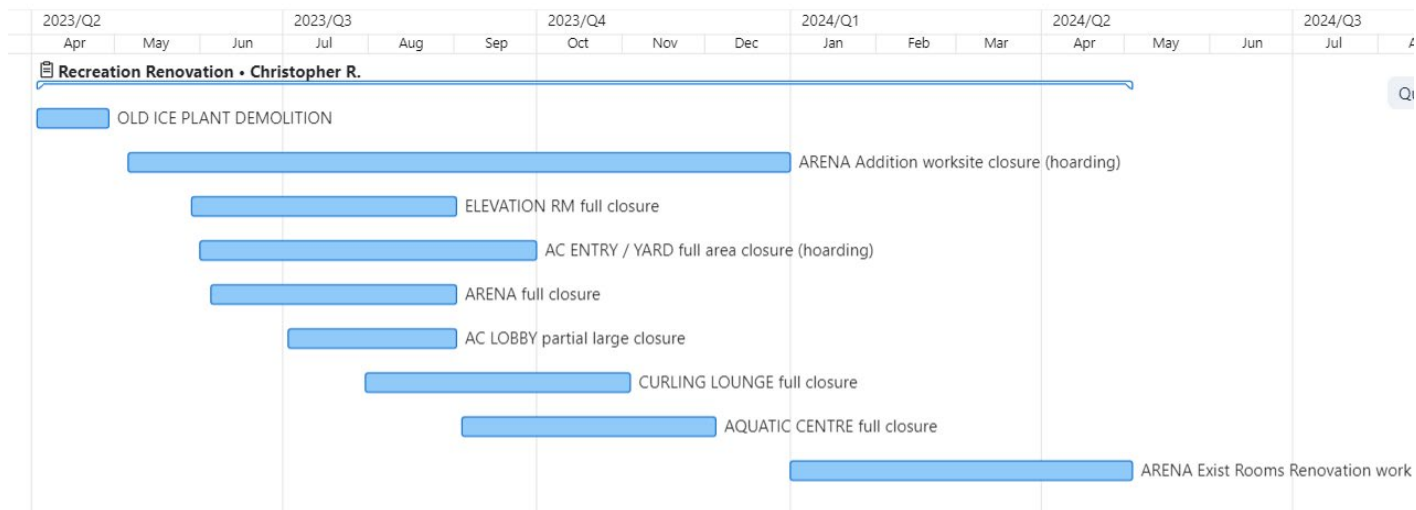 2023/Q2 2023/Q3 2023/Q4 2024/Q1 2024/Q2 2024/Q3
Apr May Jun Jul Aug Sep Oct Nov Dec Jan Feb Mar Apr May Jun Jul
Recreation Renovation • Christopher R.
OLD ICE PLANT DEMOLITION
ARENA Addition worksite closure (hoarding)
ELEVATION RM full closure
AC ENTRY / YARD full area closure (hoarding)
ARENA full closure
AC LOBBY partial large closure
CURLING LOUNGE full closure
AQUATIC CENTRE full closure
ARENA Exist Rooms Renovation work